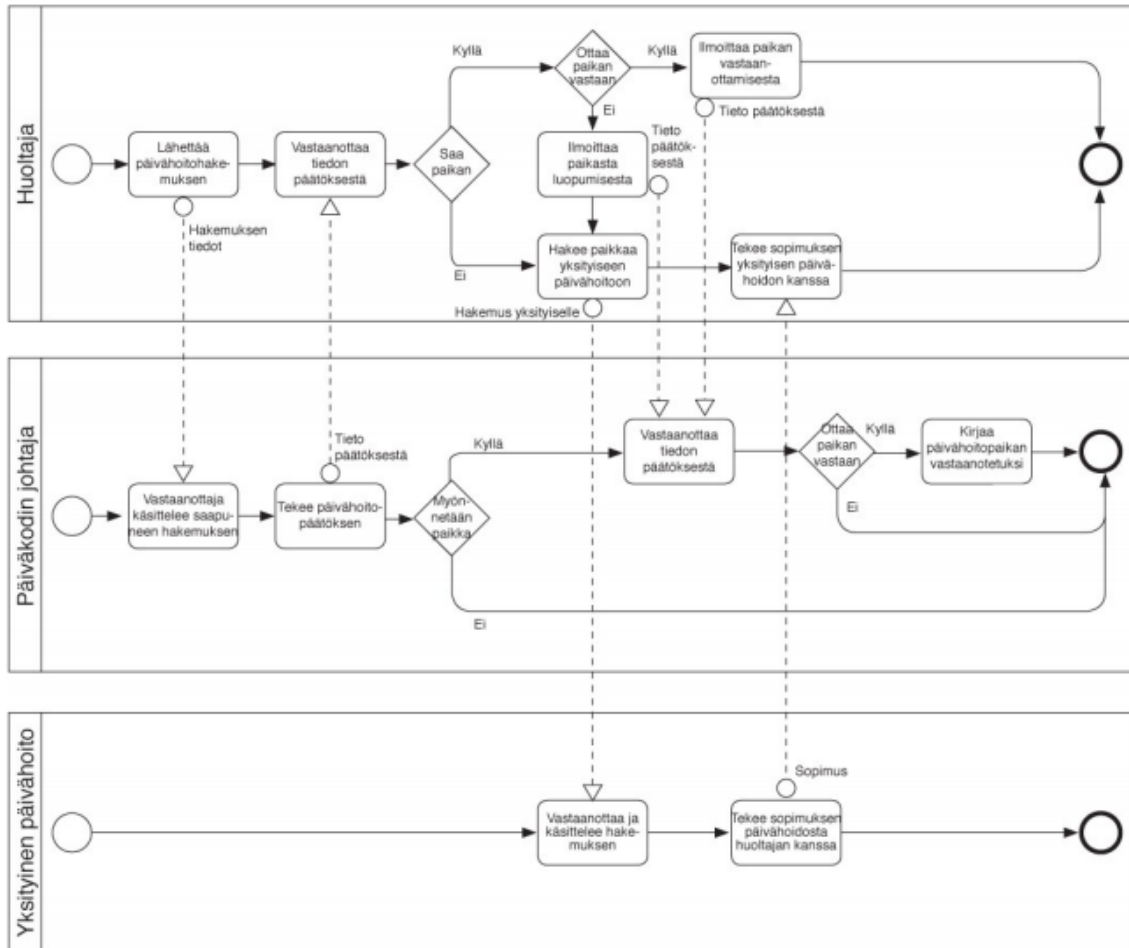 Huoltaja
Kyllä
Ottaa
paikan
vastaan
Kyllä
Ilmoittaa paikan
vastaan-
ottamisesta
Ei
Tieto päätöksestä
Lähettää
päivähoitohake-
muksen
Vastaanottaa
tiedon
päätöksestä
Saa
paikan
Ilmoittaa
paikasta
luopumisesta
Tieto
päätök-
sestä
Hakemuksen
tiedot
Ei
Hakee paikkaa
yksityiseen
päivähoitoon
Tekee sopimuksen
yksityisen päivä-
hoidon kanssa
Hakemus yksityiselle
Päiväkodin johtaja
Tieto
päätöksestä
Kyllä
Vastaanottaa
tiedon
päätöksestä
Ottaa
paikan
vastaan
Kyllä
Kirjaa
päivähoitopaikan
vastaanotetuksi
Vastaanottaja
käsittelee saapu-
neen hakemuksen
Tekee päivähoito-
päätöksen
Myön-
netään
paikka
Ei
Ei
Yksityinen päivähoito
Sopimus
Vastaanottaa ja
käsittelee hake-
muksen
Tekee sopimuksen
päivähoidosta
huoltajan kanssa